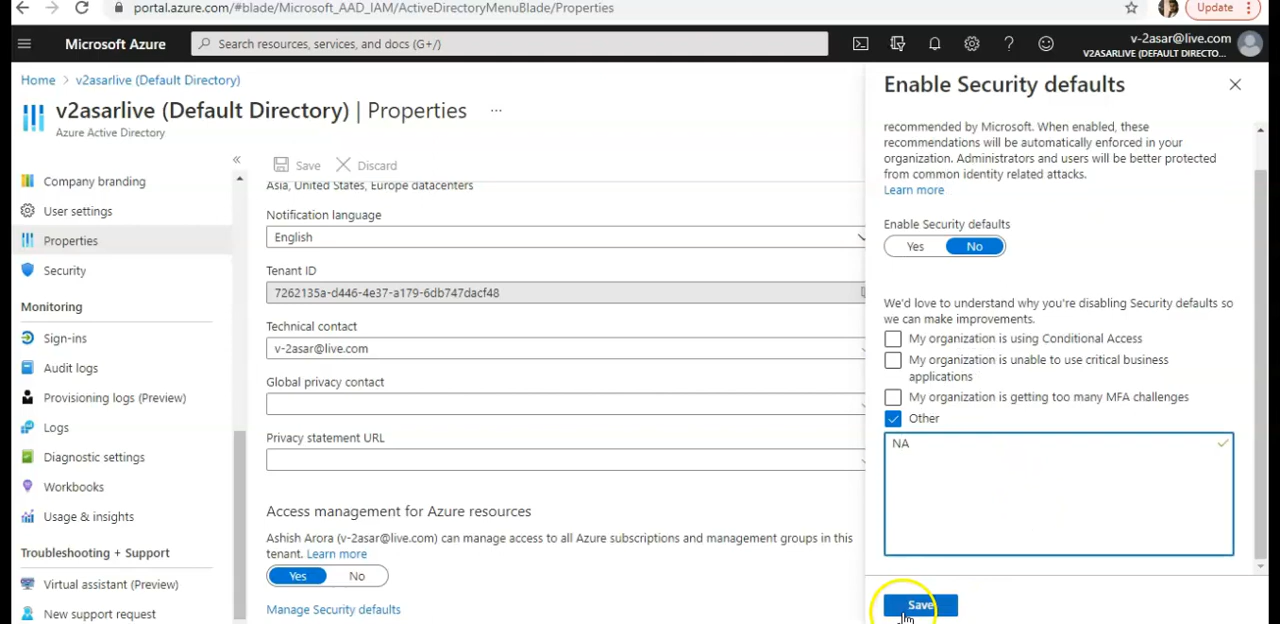 portal.azure.com/#blade/Microsoft_AAD_IAM/ActiveDirectoryMenuBlade/Properties
Update
Microsoft Azure
Search resources, services, and docs (G+/)
v-2asar@live.com
V2ASARLIVE (DEFAULT DIRECTO...
Home > v2asarlive (Default Directory)
v2asarlive (Default Directory) | Properties ...
Azure Active Directory
«
Company branding
User settings
Properties
Security
Monitoring
Sign-ins
Audit logs
Provisioning logs (Preview)
Logs
Diagnostic settings
Workbooks
Usage & insights
Troubleshooting + Support
Virtual assistant (Preview)
New support request
Save
Discard
Asia, United States, Europe datacenters
Notification language
English
Tenant ID
7262135a-d446-4e37-a179-6db747dacf48
Technical contact
v-2asar@live.com
Global privacy contact
Privacy statement URL
Access management for Azure resources
Ashish Arora (v-2asar@live.com) can manage access to all Azure subscriptions and management groups in this
tenant. Learn more
Yes
No
Manage Security defaults
Enable Security defaults
recommended by Microsoft. When enabled, these
recommendations will be automatically enforced in your
organization. Administrators and users will be better protected
from common identity related attacks.
Learn more
Enable Security defaults
Yes
No
We'd love to understand why you're disabling Security defaults so
we can make improvements.
My organization is using Conditional Access
My organization is unable to use critical business
applications
My organization is getting too many MFA challenges
Other
NA
Save